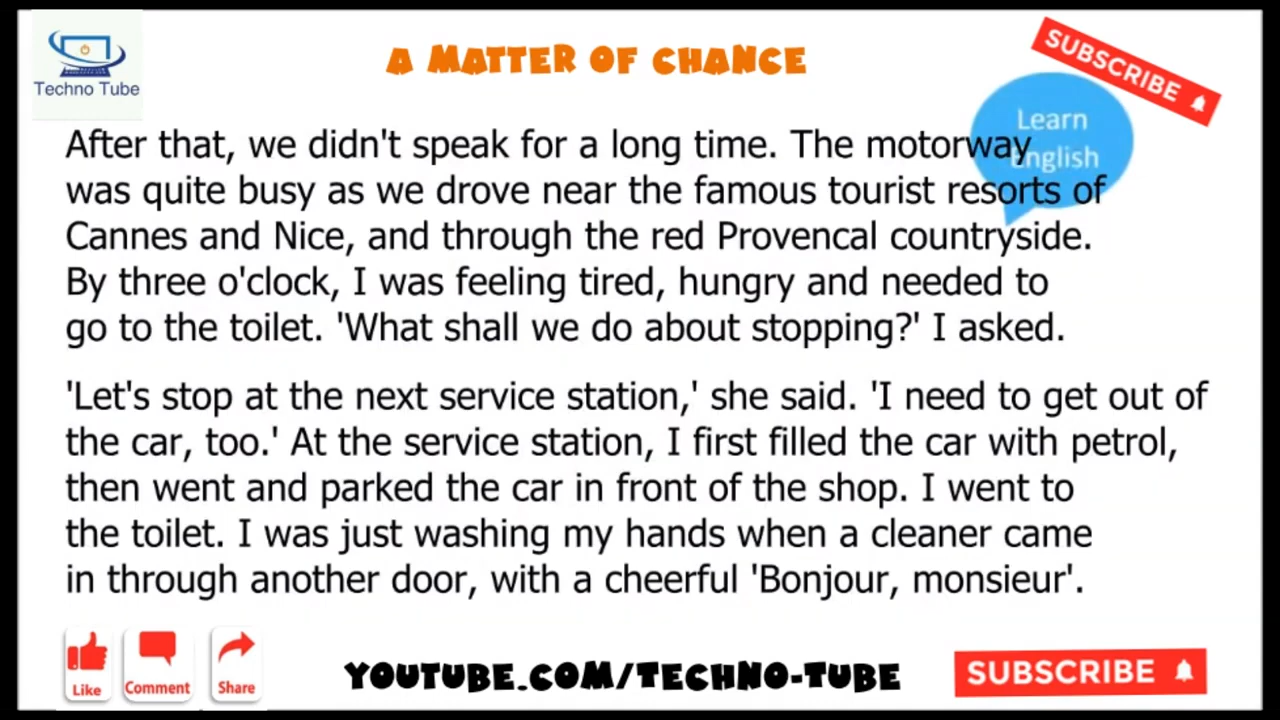 Techno Tube
A MATTER OF CHANCE
SUBSCRIBE
Learn
English
After that, we didn't speak for a long time. The motorway
was quite busy as we drove near the famous tourist resorts of
Cannes and Nice, and through the red Provencal countryside.
By three o'clock, I was feeling tired, hungry and needed to
go to the toilet. 'What shall we do about stopping?' I asked.
'Let's stop at the next service station,' she said. 'I need to get out of
the car, too.' At the service station, I first filled the car with petrol,
then went and parked the car in front of the shop. I went to
the toilet. I was just washing my hands when a cleaner came
in through another door, with a cheerful 'Bonjour, monsieur'.
Like
Comment
Share
YOUTUBE.COM/TECHNO-TUBE
SUBSCRIBE